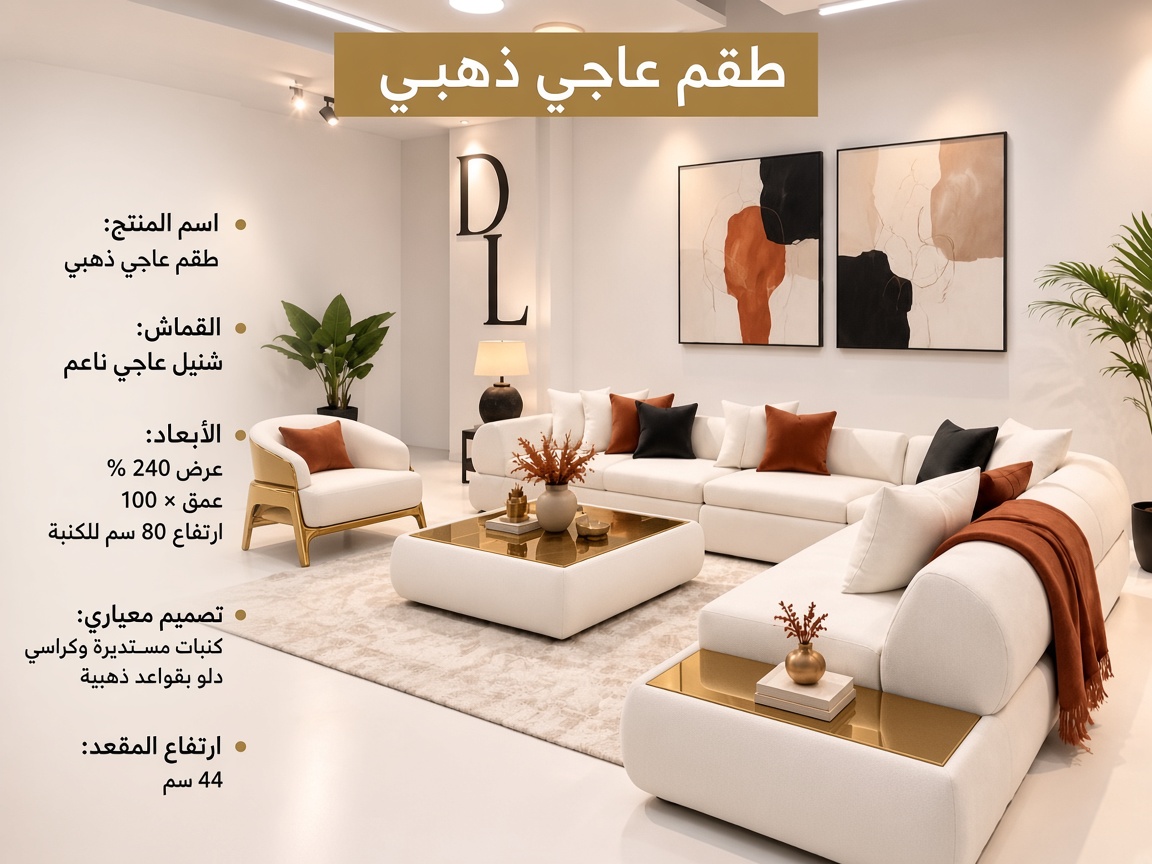 طقم عاجي ذهبي
D
L
اسم المنتج:
طقم عاجي ذهبي
القماش:
شنيل عاجي ناعم
الأبعاد:
عرض 240 %
عمق × 100
ارتفاع 80 سم للكنبة
تصميم معياري:
كنبات مستديرة وكراسي
دلو بقواعد ذهبية
ارتفاع المقعد:
44 سم